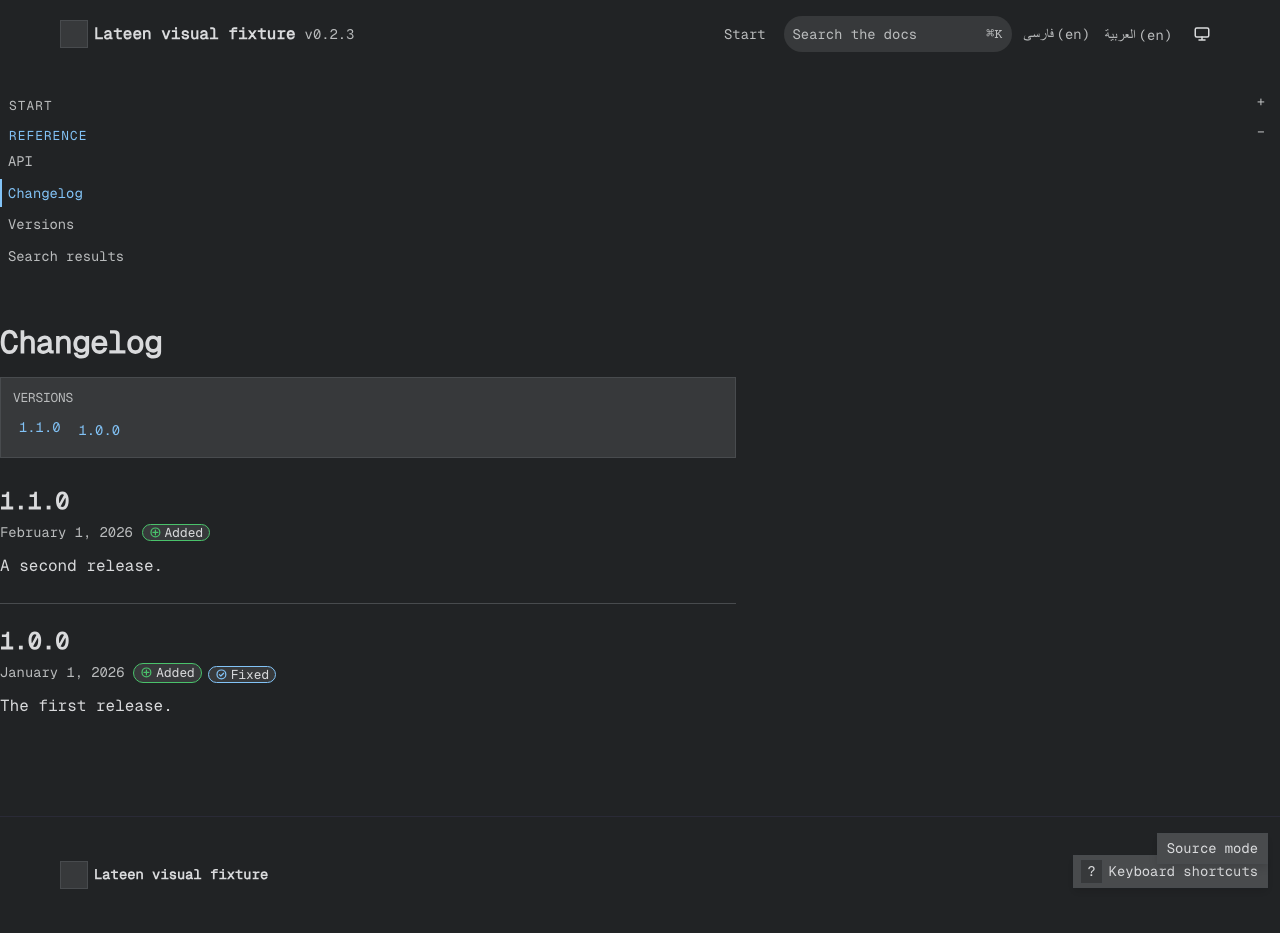 Lateen visual fixture v0.2.3 Start Search the docs ⌘K فارسی (en) العربية (en)
START +
REFERENCE −
API
Changelog
Versions
Search results
Changelog
VERSIONS
1.1.0 1.0.0
1.1.0
February 1, 2026 Added
A second release.
1.0.0
January 1, 2026 Added Fixed
The first release.
Source mode
Lateen visual fixture ? Keyboard shortcuts